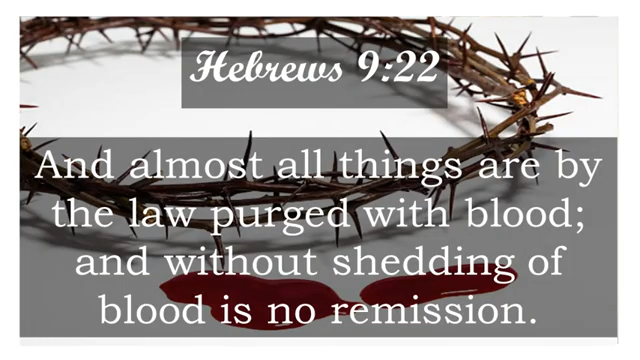 Hebrews 9:22
And almost all things are by
the law purged with blood;
and without shedding of
blood is no remission.